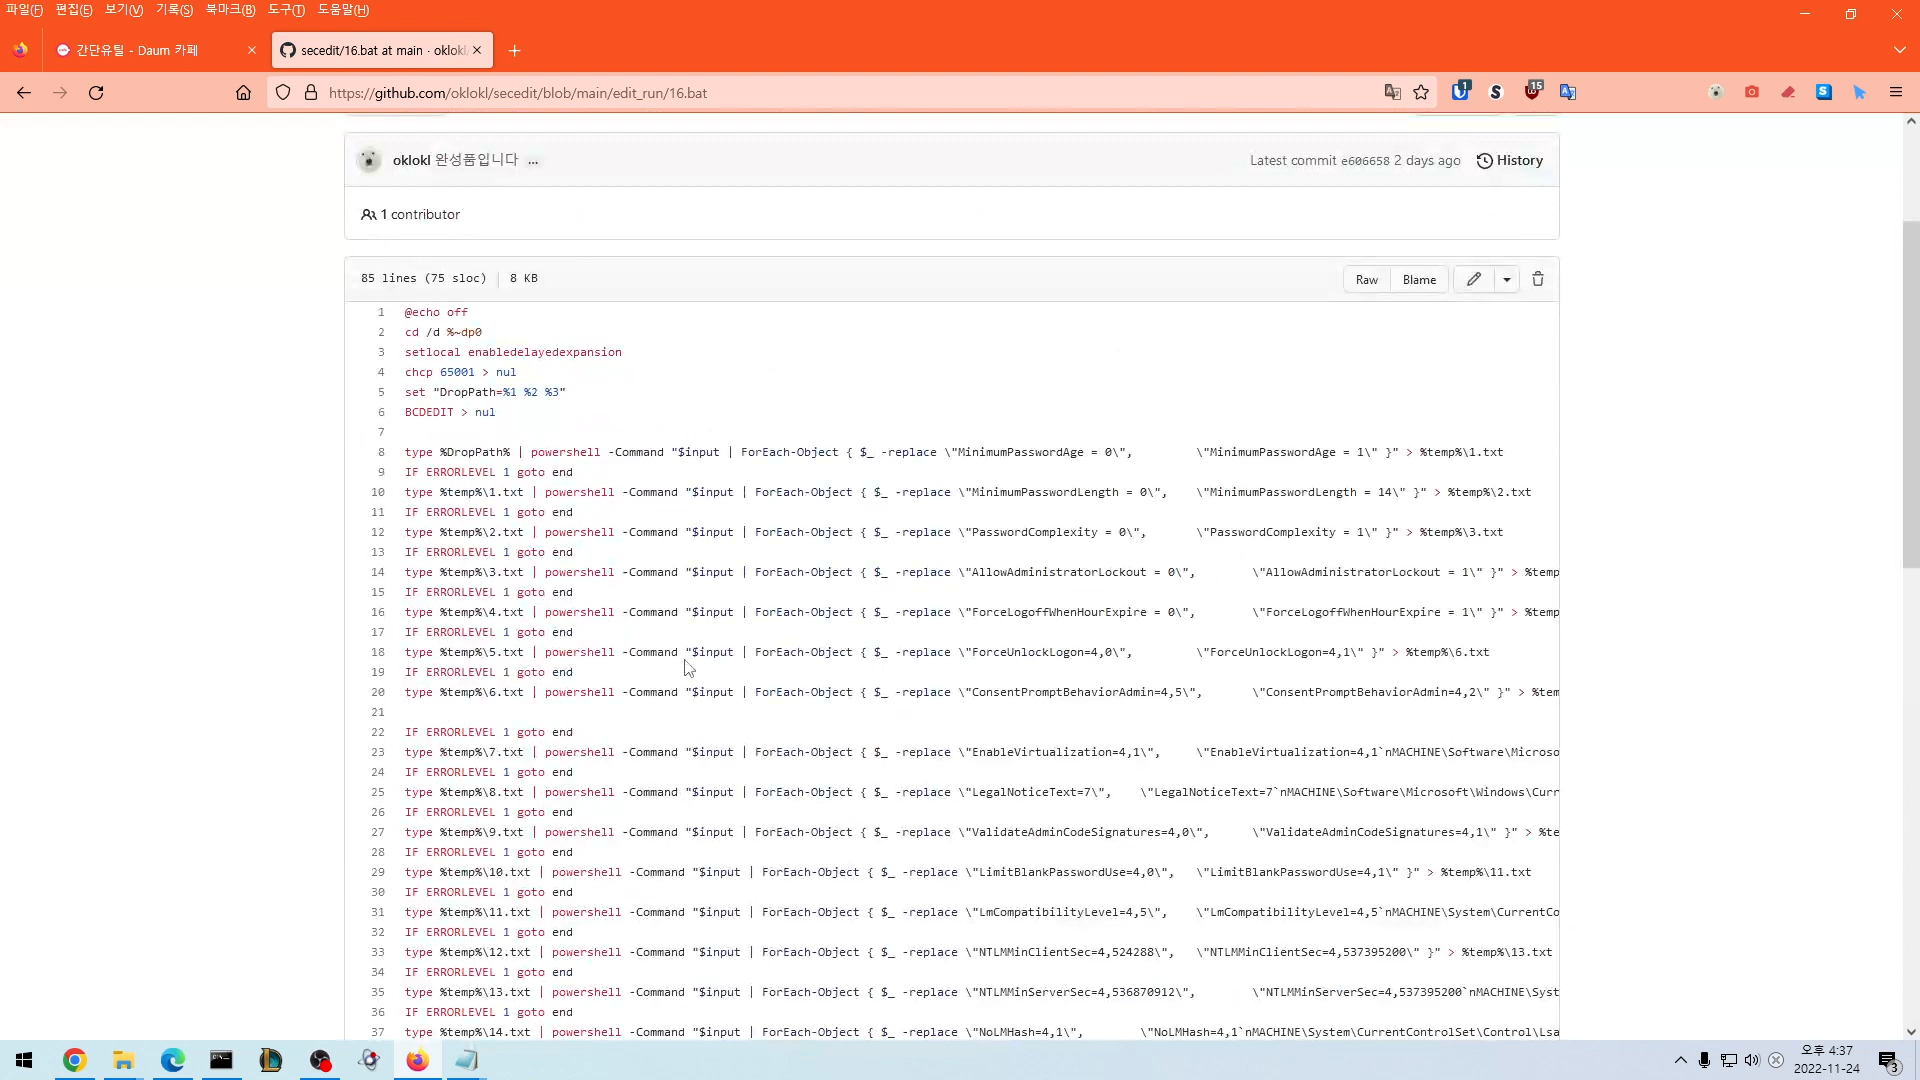 파일(F) 편집(E) 보기(V) 기록(S) 북마크(B) 도구(T) 도움말(H)
간단유틸 - Daum 카페
secedit/16.bat at main · oklokl/
https://github.com/oklokl/secedit/blob/main/edit_run/16.bat
1
15
oklokl 완성품입니다 ...
Latest commit e606658 2 days ago
History
1 contributor
85 lines (75 sloc) | 8 KB
Raw
Blame
1 @echo off
2 cd /d %~dp0
3 setlocal enabledelayedexpansion
4 chcp 65001 > nul
5 set "DropPath=%1 %2 %3"
6 BCDEDIT > nul
7
8 type %DropPath% | powershell -Command "$input | ForEach-Object { $_ -replace \"MinimumPasswordAge = 0\", \"MinimumPasswordAge = 1\" }" > %temp%\1.txt
9 IF ERRORLEVEL 1 goto end
10 type %temp%\1.txt | powershell -Command "$input | ForEach-Object { $_ -replace \"MinimumPasswordLength = 0\", \"MinimumPasswordLength = 14\" }" > %temp%\2.txt
11 IF ERRORLEVEL 1 goto end
12 type %temp%\2.txt | powershell -Command "$input | ForEach-Object { $_ -replace \"PasswordComplexity = 0\", \"PasswordComplexity = 1\" }" > %temp%\3.txt
13 IF ERRORLEVEL 1 goto end
14 type %temp%\3.txt | powershell -Command "$input | ForEach-Object { $_ -replace \"AllowAdministratorLockout = 0\", \"AllowAdministratorLockout = 1\" }" > %temp
15 IF ERRORLEVEL 1 goto end
16 type %temp%\4.txt | powershell -Command "$input | ForEach-Object { $_ -replace \"ForceLogoffWhenHourExpire = 0\", \"ForceLogoffWhenHourExpire = 1\" }" > %temp
17 IF ERRORLEVEL 1 goto end
18 type %temp%\5.txt | powershell -Command "$input | ForEach-Object { $_ -replace \"ForceUnlockLogon=4,0\", \"ForceUnlockLogon=4,1\" }" > %temp%\6.txt
19 IF ERRORLEVEL 1 goto end
20 type %temp%\6.txt | powershell -Command "$input | ForEach-Object { $_ -replace \"ConsentPromptBehaviorAdmin=4,5\", \"ConsentPromptBehaviorAdmin=4,2\" }" > %tem
21
22 IF ERRORLEVEL 1 goto end
23 type %temp%\7.txt | powershell -Command "$input | ForEach-Object { $_ -replace \"EnableVirtualization=4,1\", \"EnableVirtualization=4,1`nMACHINE\Software\Microso
24 IF ERRORLEVEL 1 goto end
25 type %temp%\8.txt | powershell -Command "$input | ForEach-Object { $_ -replace \"LegalNoticeText=7\", \"LegalNoticeText=7`nMACHINE\Software\Microsoft\Windows\Curr
26 IF ERRORLEVEL 1 goto end
27 type %temp%\9.txt | powershell -Command "$input | ForEach-Object { $_ -replace \"ValidateAdminCodeSignatures=4,0\", \"ValidateAdminCodeSignatures=4,1\" }" > %te
28 IF ERRORLEVEL 1 goto end
29 type %temp%\10.txt | powershell -Command "$input | ForEach-Object { $_ -replace \"LimitBlankPasswordUse=4,0\", \"LimitBlankPasswordUse=4,1\" }" > %temp%\11.txt
30 IF ERRORLEVEL 1 goto end
31 type %temp%\11.txt | powershell -Command "$input | ForEach-Object { $_ -replace \"LmCompatibilityLevel=4,5\", \"LmCompatibilityLevel=4,5`nMACHINE\System\CurrentCo
32 IF ERRORLEVEL 1 goto end
33 type %temp%\12.txt | powershell -Command "$input | ForEach-Object { $_ -replace \"NTLMMinClientSec=4,524288\", \"NTLMMinClientSec=4,537395200\" }" > %temp%\13.txt
34 IF ERRORLEVEL 1 goto end
35 type %temp%\13.txt | powershell -Command "$input | ForEach-Object { $_ -replace \"NTLMMinServerSec=4,536870912\", \"NTLMMinServerSec=4,537395200`nMACHINE\Syst
36 IF ERRORLEVEL 1 goto end
37 type %temp%\14.txt | powershell -Command "$input | ForEach-Object { $_ -replace \"NoLMHash=4,1\", \"NoLMHash=4,1`nMACHINE\System\CurrentControlSet\Control\Lsa
오후 4:37
2022-11-24
3